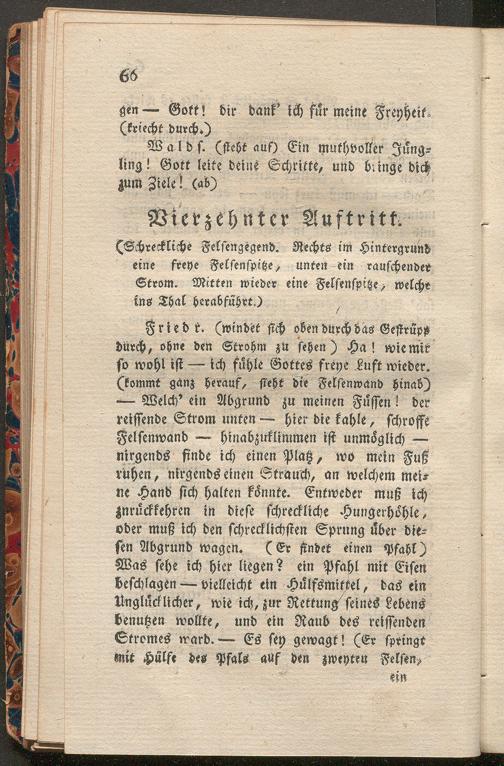 66
gen — Gott! dir dank' ich für meine Freyheit.
(kriecht durch.)
Waldf. (steht auf) Ein muthvoller Jüng-
ling! Gott leite deine Schritte, und bringe dich
zum Ziele! (ab)
Vierzehnter Auftritt.
(Schreckliche Felsengegend. Rechts im Hintergrund
eine freye Felsenspitze, unten ein rauschender
Strom. Mitten wieder eine Felsenspitze, welche
ins Thal herabführt.)
Friedr. (windet sich oben durch das Gestrüpp
durch, ohne den Strohm zu sehen) Ha! wie mir
so wohl ist — ich fühle Gottes freye Luft wieder.
(kommt ganz herauf, sieht die Felsenwand hinab)
— Welch' ein Abgrund zu meinen Füssen! der
reissende Strom unten — hier die kahle, schroffe
Felsenwand — hinabzuklimmen ist unmöglich —
nirgends finde ich einen Platz, wo mein Fuß
ruhen, nirgends einen Strauch, an welchem mei-
ne Hand sich halten könnte. Entweder muß ich
zurückkehren in diese schreckliche Hungerhöhle,
oder muß ich den schrecklichsten Sprung über die-
sen Abgrund wagen. (Er findet einen Pfahl)
Was sehe ich hier liegen? ein Pfahl mit Eisen
beschlagen — vielleicht ein Hülfsmittel, das ein
Unglücklicher, wie ich, zur Rettung seines Lebens
benutzen wollte, und ein Raub des reissenden
Stromes ward. — Es sey gewagt! (Er springt
mit Hülfe des Pfals auf den zweyten Felsen,
ein